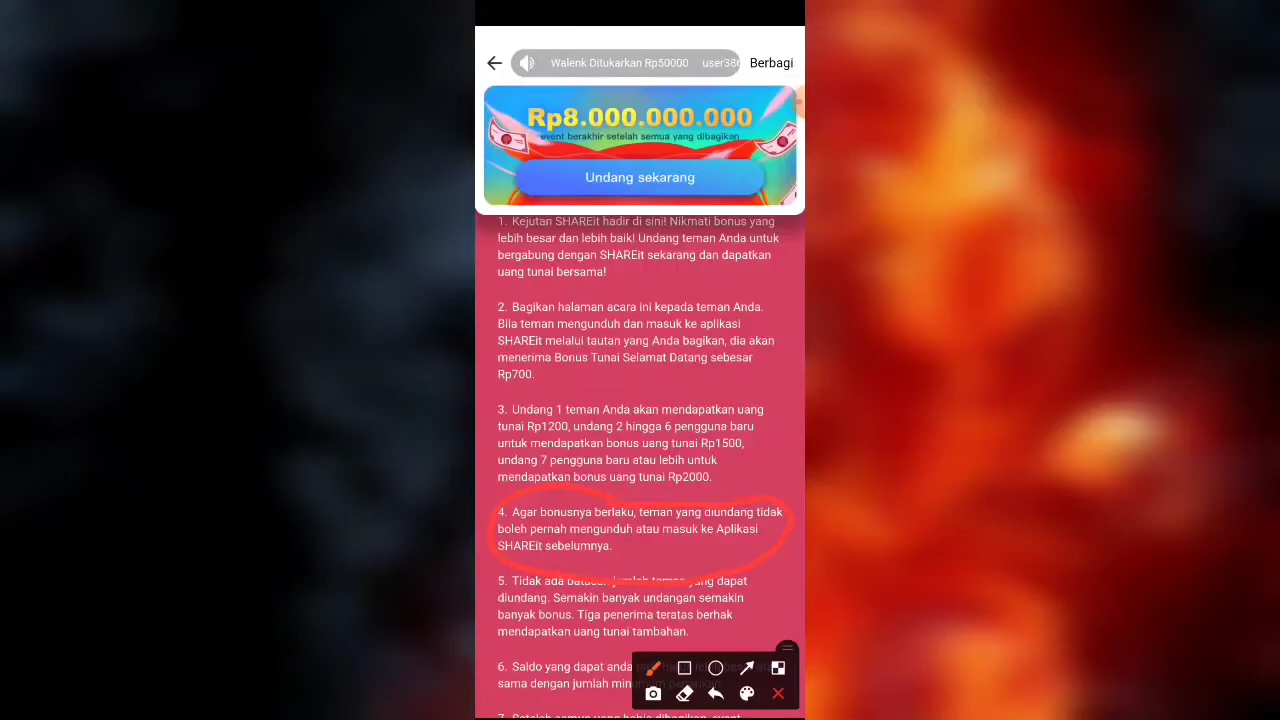 Walenk Ditukarkan Rp50000 user386
Berbagi
Rp8.000.000.000
event berakhir setelah semua yang dibagikan
Undang sekarang
1. Kejutan SHAREit hadir di sini! Nikmati bonus yang
lebih besar dan lebih baik! Undang teman Anda untuk
bergabung dengan SHAREit sekarang dan dapatkan
uang tunai bersama!
2. Bagikan halaman acara ini kepada teman Anda.
Bila teman mengunduh dan masuk ke aplikasi
SHAREit melalui tautan yang Anda bagikan, dia akan
menerima Bonus Tunai Selamat Datang sebesar
Rp700.
3. Undang 1 teman Anda akan mendapatkan uang
tunai Rp1200, undang 2 hingga 6 pengguna baru
untuk mendapatkan bonus uang tunai Rp1500,
undang 7 pengguna baru atau lebih untuk
mendapatkan bonus uang tunai Rp2000.
4. Agar bonusnya berlaku, teman yang diundang tidak
boleh pernah mengunduh atau masuk ke Aplikasi
SHAREit sebelumnya.
5. Tidak ada batasan jumlah teman yang dapat
diundang. Semakin banyak undangan semakin
banyak bonus. Tiga penerima teratas berhak
mendapatkan uang tunai tambahan.
6. Saldo yang dapat anda
sama dengan jumlah minimum